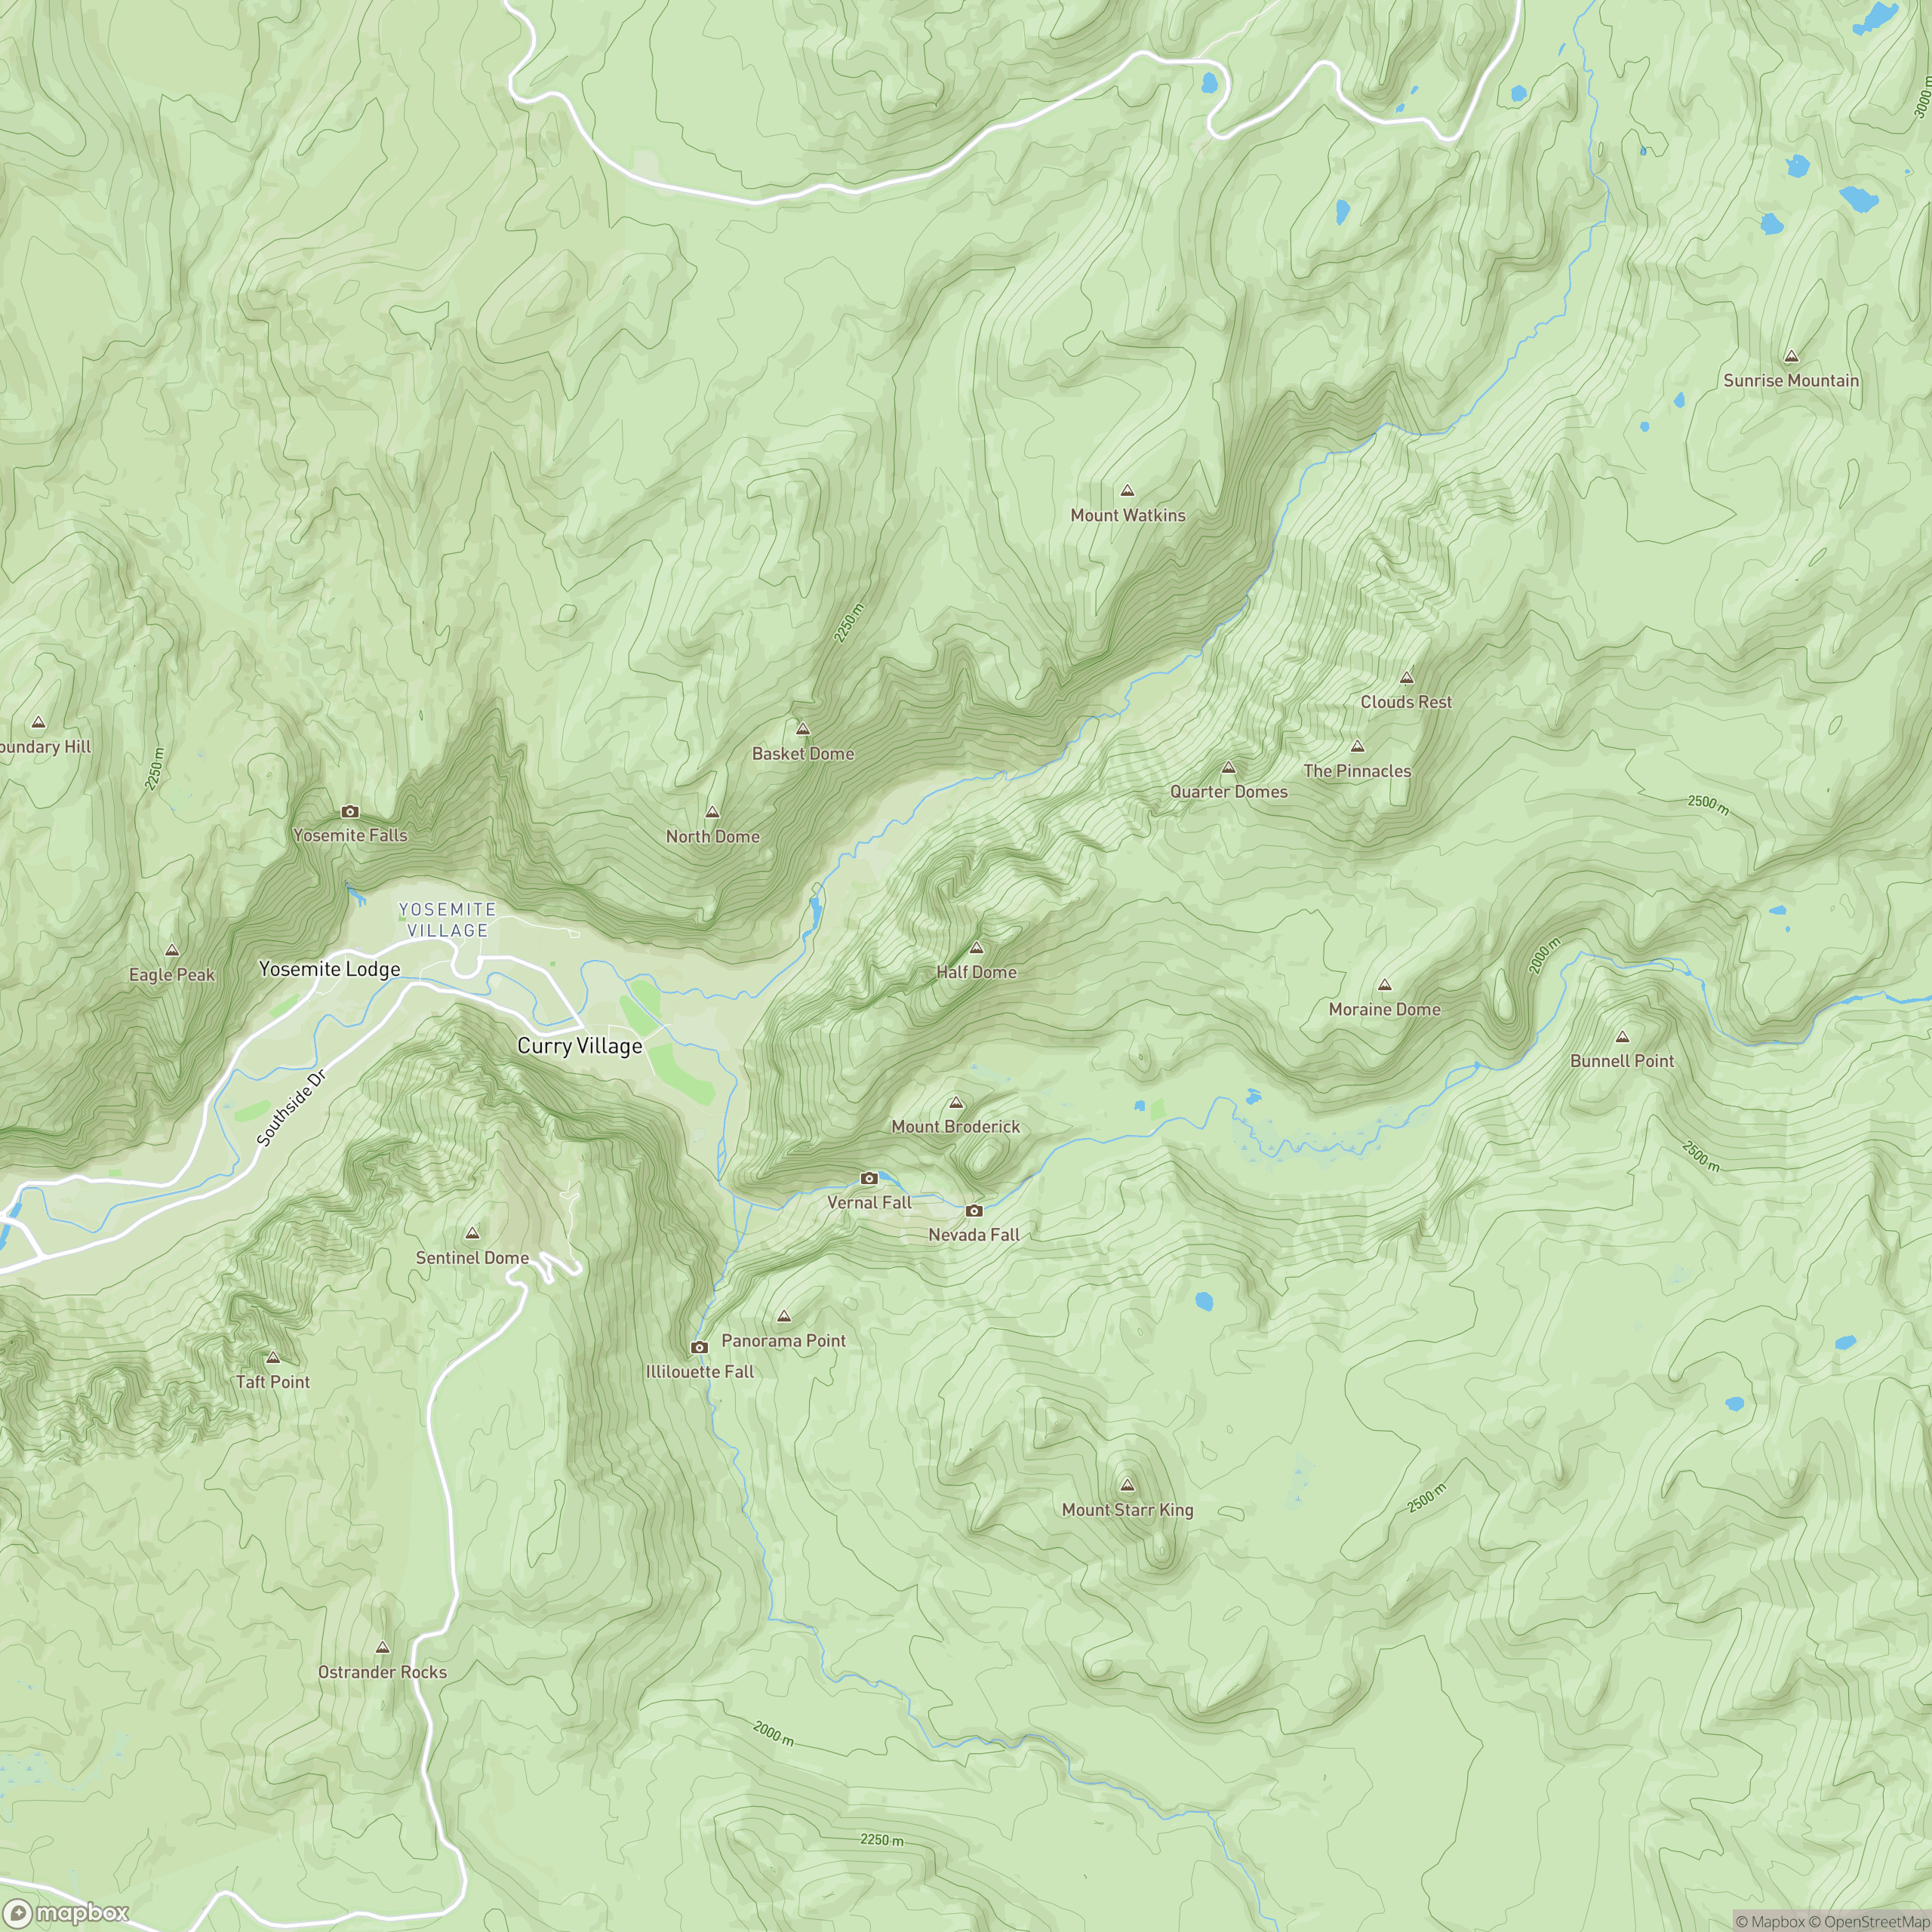 3000 m
Sunrise Mountain
Mount Watkins
2250 m
Clouds Rest
oundary Hill
2250 m
Basket Dome
The Pinnacles
Quarter Domes
2500 m
Yosemite Falls
North Dome
YOSEMITE
VILLAGE
Eagle Peak
Yosemite Lodge
Half Dome
2000 m
Moraine Dome
Curry Village
Bunnell Point
Southside Dr
Mount Broderick
2500 m
Vernal Fall
Nevada Fall
Sentinel Dome
Panorama Point
Illilouette Fall
Taft Point
2500 m
Mount Starr King
Ostrander Rocks
2000 m
2250 m
mapbox
© Mapbox © OpenStreetMap